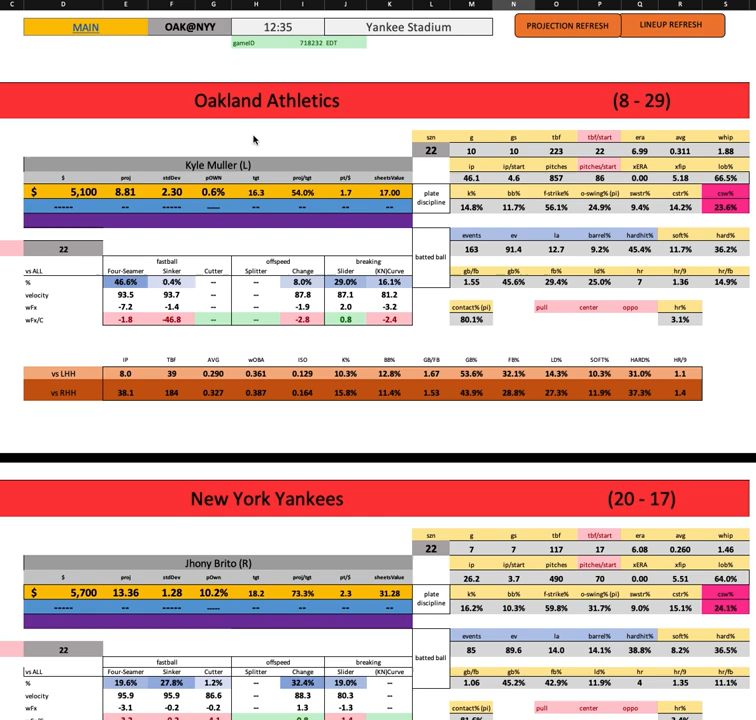 C D E F G H I J K L M N O P Q R S
MAIN OAK@NYY 12:35 Yankee Stadium PROJECTION REFRESH LINEUP REFRESH
gameID 718232 EDT
Oakland Athletics (8 - 29)
szn g gs tbf tbf/start era avg whip
22 10 10 223 22 6.99 0.311 1.88
Kyle Muller (L) ip ip/start pitches pitches/start xERA xfip lob%
$ proj stdDev pOWN tgt proj/tgt pt/$ sheetsValue 46.1 4.6 857 86 0.00 5.18 66.5%
$ 5,100 8.81 2.30 0.6% 16.3 54.0% 1.7 17.00 plate discipline k% bb% f-strike% o-swing% (pi) swstr% cstr% csw%
----- -- -- ___ -- -- -- -- 14.8% 11.7% 56.1% 24.9% 9.4% 14.2% 23.6%
batted ball events ev la barrel% hardhit% soft% hard%
22 163 91.4 12.7 9.2% 45.4% 11.7% 36.2%
fastball offspeed breaking
vs ALL Four-Seamer Sinker Cutter Splitter Change Slider (KN)Curve gb/fb gb% fb% ld% hr hr/9 hr/fb
% 46.6% 0.4% -- -- 8.0% 29.0% 16.1% 1.55 45.6% 29.4% 25.0% 7 1.36 14.9%
velocity 93.5 93.7 -- -- 87.8 87.1 81.2
wFx -7.2 -1.4 -- -- -1.9 2.0 -3.2 contact% (pi) pull center oppo hr%
wFx/C -1.8 -46.8 -- -- -2.8 0.8 -2.4 80.1% 3.1%
IP TBF AVG wOBA ISO K% BB% GB/FB GB% FB% LD% SOFT% HARD% HR/9
vs LHH 8.0 39 0.290 0.361 0.129 10.3% 12.8% 1.67 53.6% 32.1% 14.3% 10.3% 31.0% 1.1
vs RHH 38.1 184 0.327 0.387 0.164 15.8% 11.4% 1.53 43.9% 28.8% 27.3% 11.9% 37.3% 1.4
New York Yankees (20 - 17)
szn g gs tbf tbf/start era avg whip
22 7 7 117 17 6.08 0.260 1.46
Jhony Brito (R) ip ip/start pitches pitches/start xERA xfip lob%
$ proj stdDev pOwn tgt proj/tgt pt/$ sheetsValue 26.2 3.7 490 70 0.00 5.51 64.0%
$ 5,700 13.36 1.28 10.2% 18.2 73.3% 2.3 31.28 plate discipline k% bb% f-strike% o-swing% (pi) swstr% cstr% csw%
----- -- -- ___ -- -- -- -- 16.2% 10.3% 59.8% 31.7% 9.0% 15.1% 24.1%
batted ball events ev la barrel% hardhit% soft% hard%
22 85 89.6 14.0 14.1% 38.8% 8.2% 36.5%
fastball offspeed breaking
vs ALL Four-Seamer Sinker Cutter Splitter Change Slider (KN)Curve gb/fb gb% fb% ld% hr hr/9 hr/fb
% 19.6% 27.8% 1.2% -- 32.4% 19.0% -- 1.06 45.2% 42.9% 11.9% 4 1.35 11.1%
velocity 95.9 95.9 86.6 -- 88.3 80.3 --
wFx -3.1 -0.2 -0.2 -- 1.3 -1.3 -- contact% (pi) pull center oppo hr%